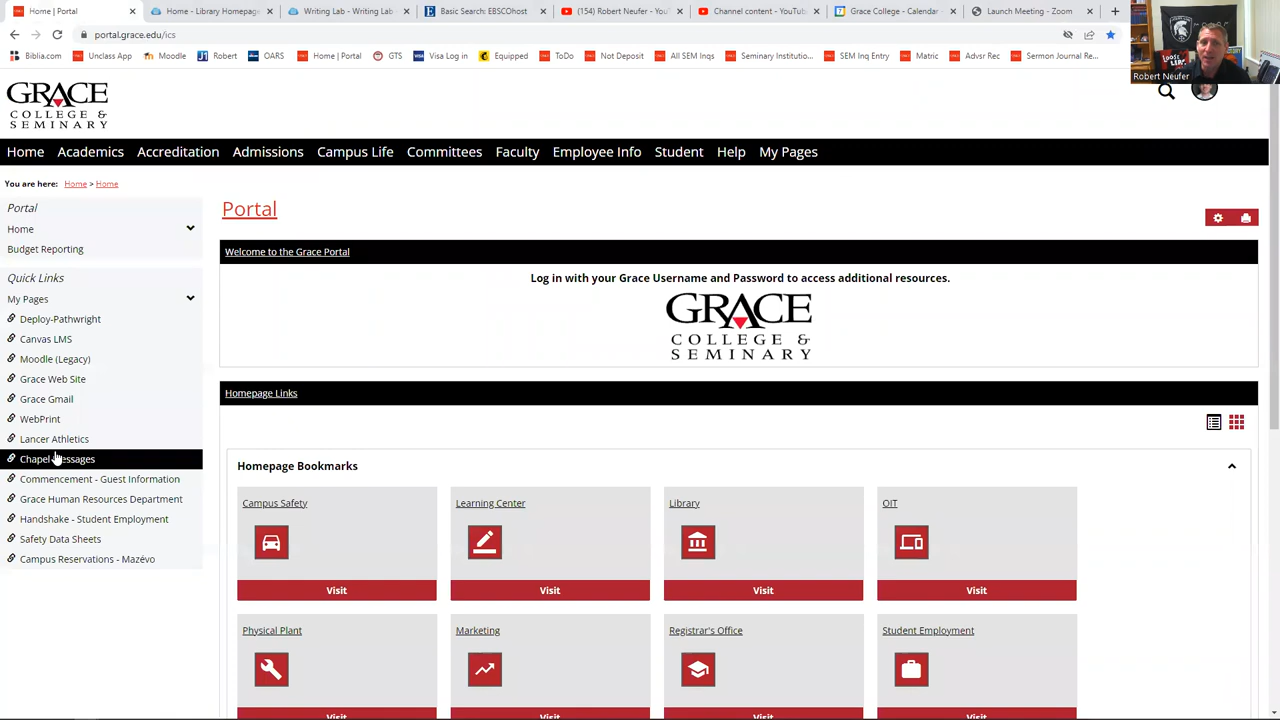 Home | Portal
Home - Library Homepage
Writing Lab - Writing Lab
Basic Search: EBSCOhost
(154) Robert Neufer - You
Channel content - YouTube
Grace College - Calendar
Launch Meeting - Zoom
portal.grace.edu/ics
Biblia.com
Unclass App
Moodle
Robert
OARS
Home | Portal
GTS
Visa Log in
Equipped
ToDo
Not Deposit
All SEM Inqs
Seminary Institutio...
SEM Inq Entry
Matric
Advsr Rec
Sermon Journal Re...
Robert Neufer
GRACE
COLLEGE &
SEMINARY
Home Academics Accreditation Admissions Campus Life Committees Faculty Employee Info Student Help My Pages
You are here: Home > Home
Portal
Home
Budget Reporting
Quick Links
My Pages
Deploy-Pathwright
Canvas LMS
Moodle (Legacy)
Grace Web Site
Grace Gmail
WebPrint
Lancer Athletics
Chapel Messages
Commencement - Guest Information
Grace Human Resources Department
Handshake - Student Employment
Safety Data Sheets
Campus Reservations - Mazévo
Portal
Welcome to the Grace Portal
Log in with your Grace Username and Password to access additional resources.
GRACE
COLLEGE &
SEMINARY
Homepage Links
Homepage Bookmarks
Campus Safety
Learning Center
Library
OIT
Visit
Visit
Visit
Visit
Physical Plant
Marketing
Registrar's Office
Student Employment
Visit
Visit
Visit
Visit